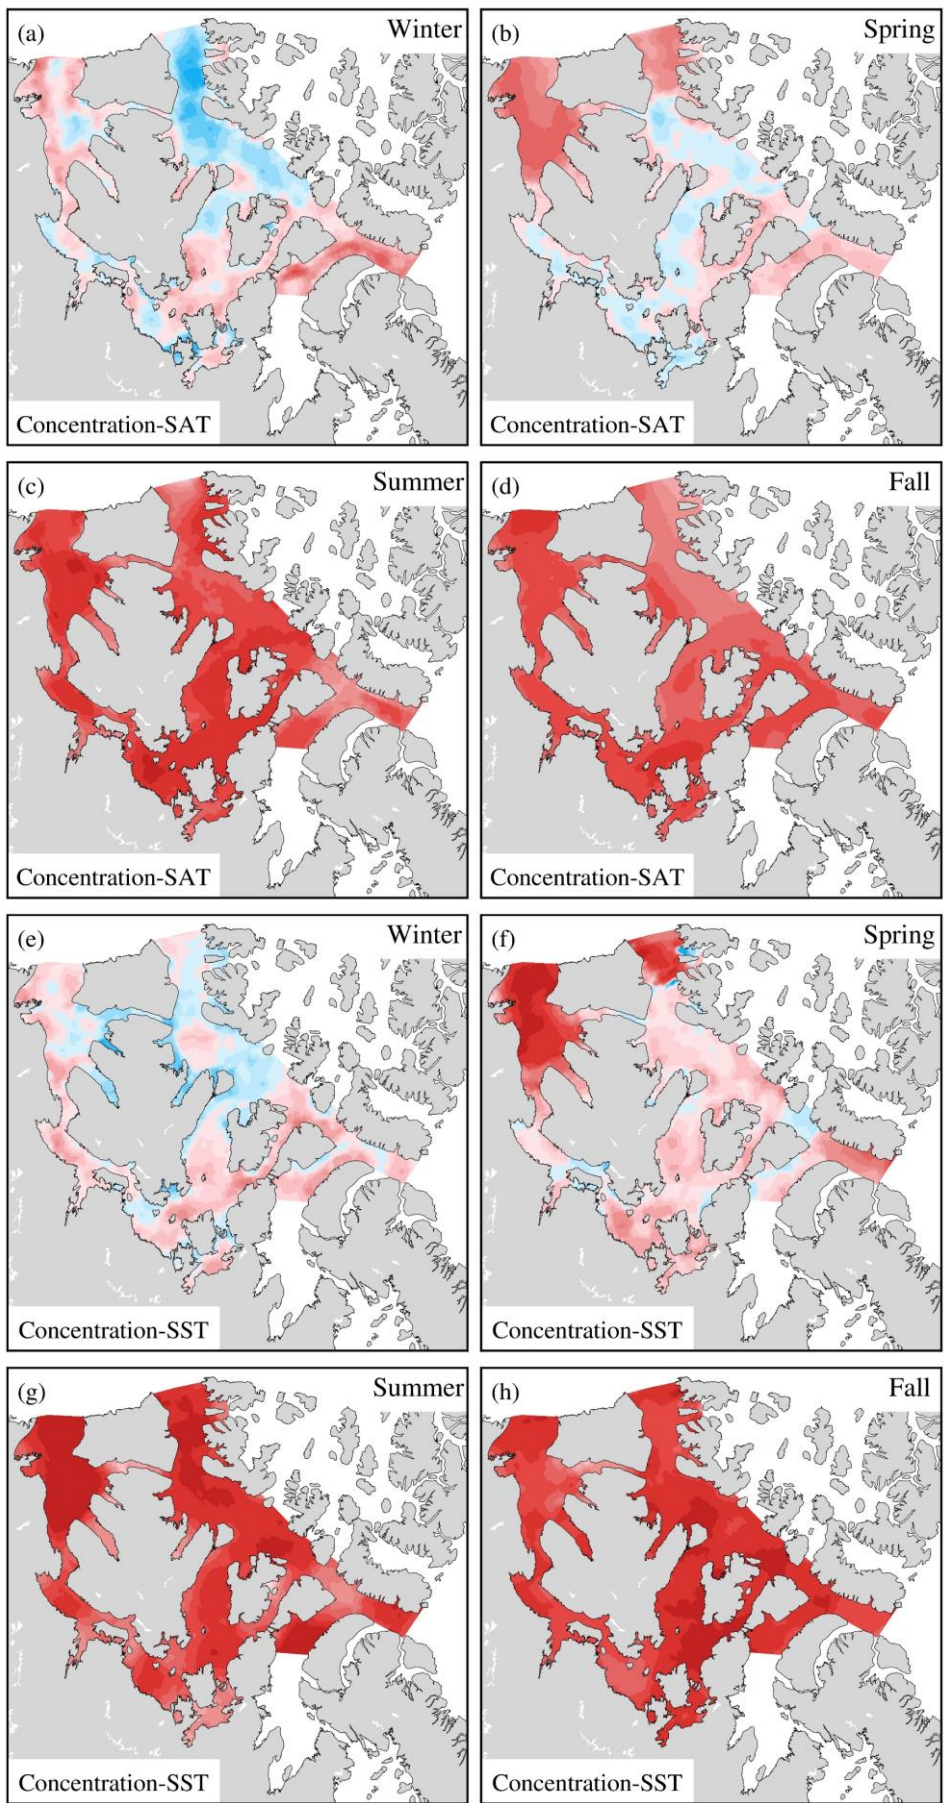 (a) Winter
Concentration-SAT
(b) Spring
Concentration-SAT
(c) Summer
Concentration-SAT
(d) Fall
Concentration-SAT
(e) Winter
Concentration-SST
(f) Spring
Concentration-SST
(g) Summer
Concentration-SST
(h) Fall
Concentration-SST